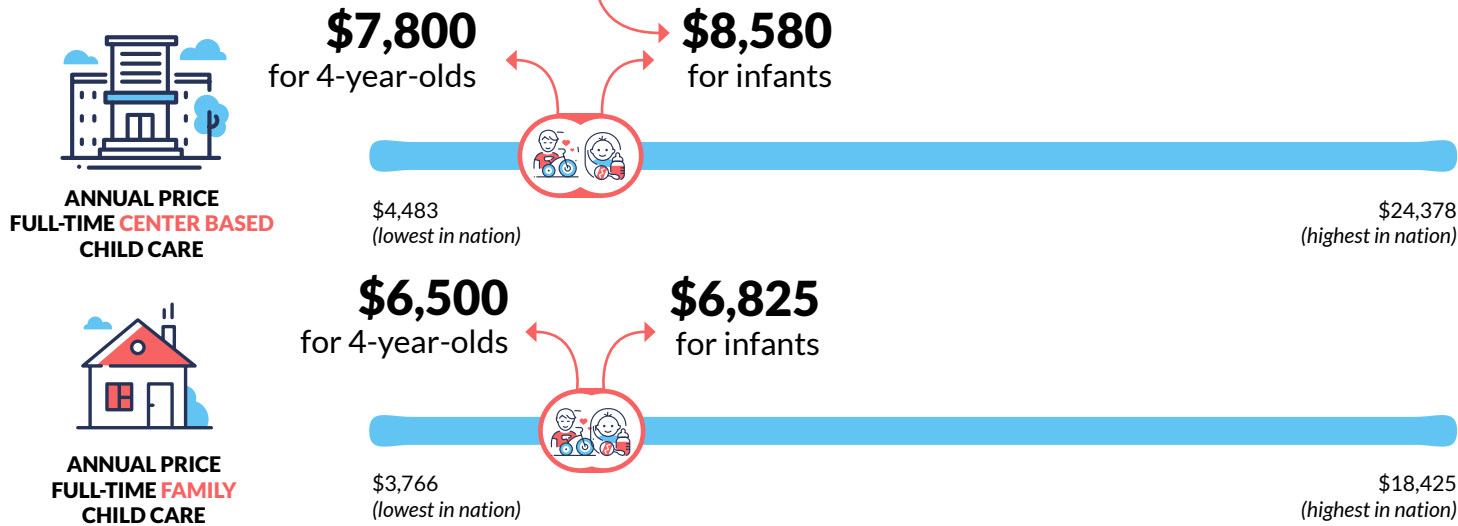 $7,800
for 4-year-olds
$8,580
for infants
ANNUAL PRICE
FULL-TIME CENTER BASED
CHILD CARE
$4,483
(lowest in nation)
$24,378
(highest in nation)
$6,500
for 4-year-olds
$6,825
for infants
ANNUAL PRICE
FULL-TIME FAMILY
CHILD CARE
$3,766
(lowest in nation)
$18,425
(highest in nation)